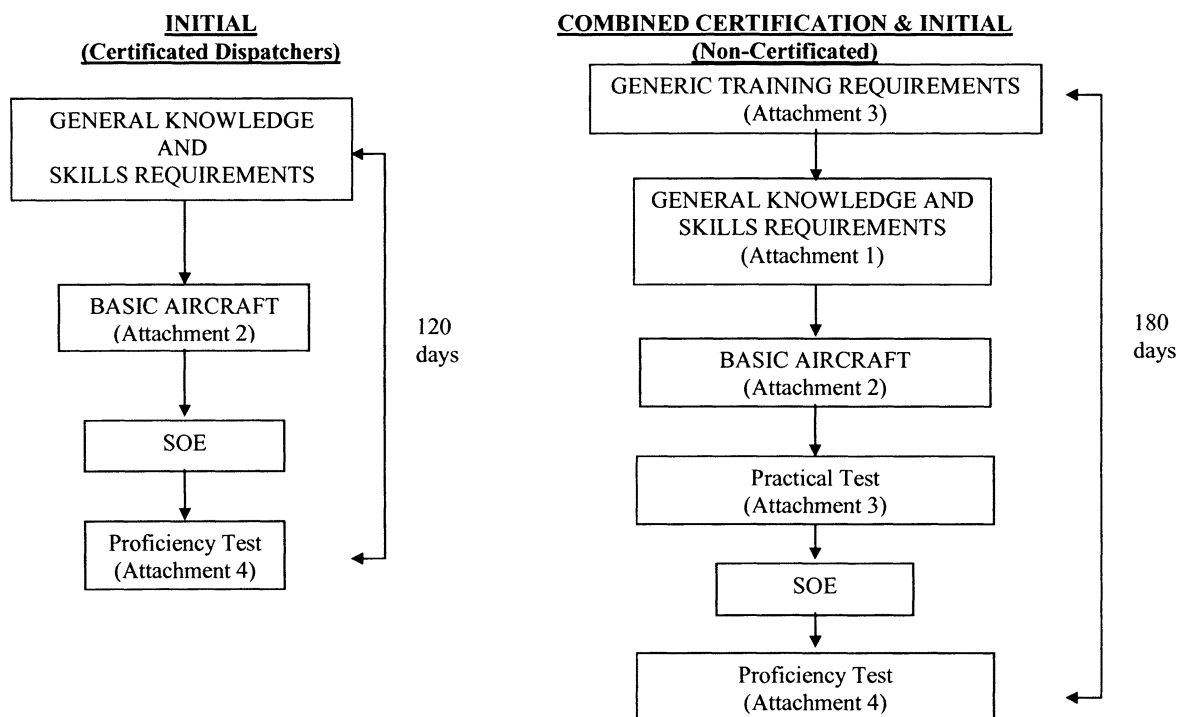 INITIAL
(Certificated Dispatchers)
GENERAL KNOWLEDGE
AND
SKILLS REQUIREMENTS
BASIC AIRCRAFT
(Attachment 2)
SOE
Proficiency Test
(Attachment 4)
120
days
COMBINED CERTIFICATION & INITIAL
(Non-Certificated)
GENERIC TRAINING REQUIREMENTS
(Attachment 3)
GENERAL KNOWLEDGE AND
SKILLS REQUIREMENTS
(Attachment 1)
BASIC AIRCRAFT
(Attachment 2)
Practical Test
(Attachment 3)
SOE
Proficiency Test
(Attachment 4)
180
days